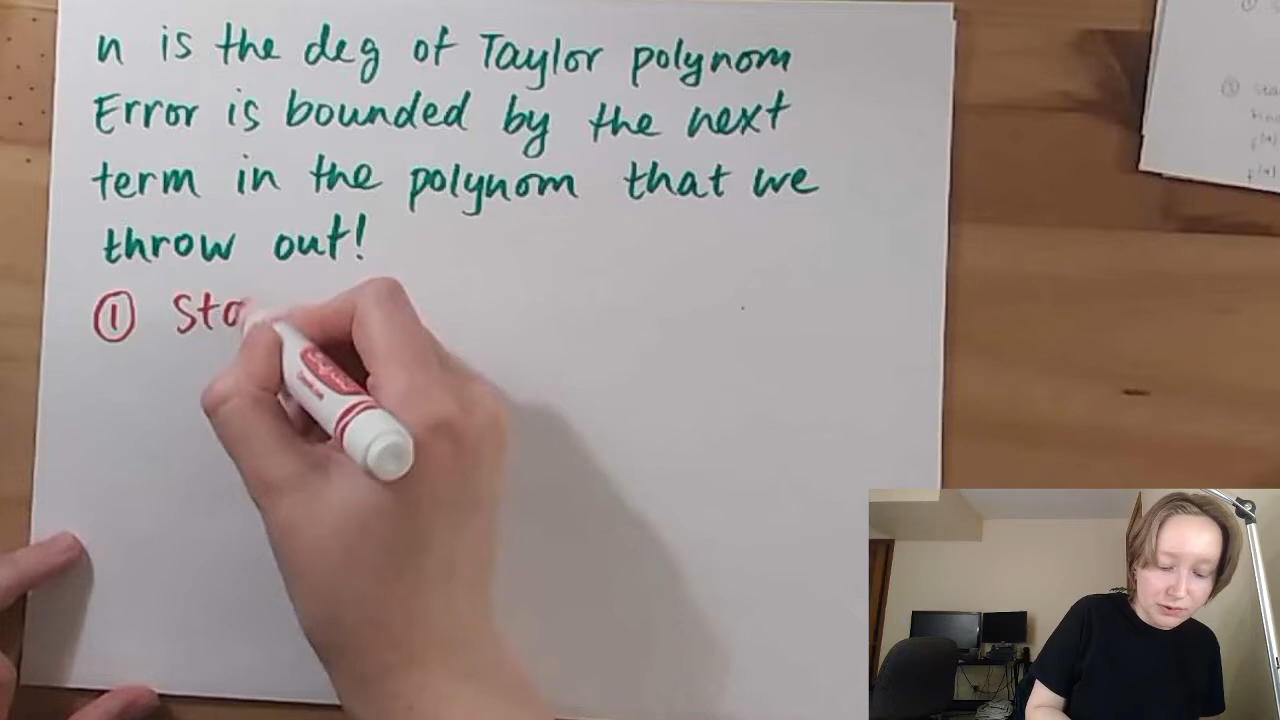 n is the deg of Taylor polynom
Error is bounded by the next
term in the polynom that we
throw out!
① Sta